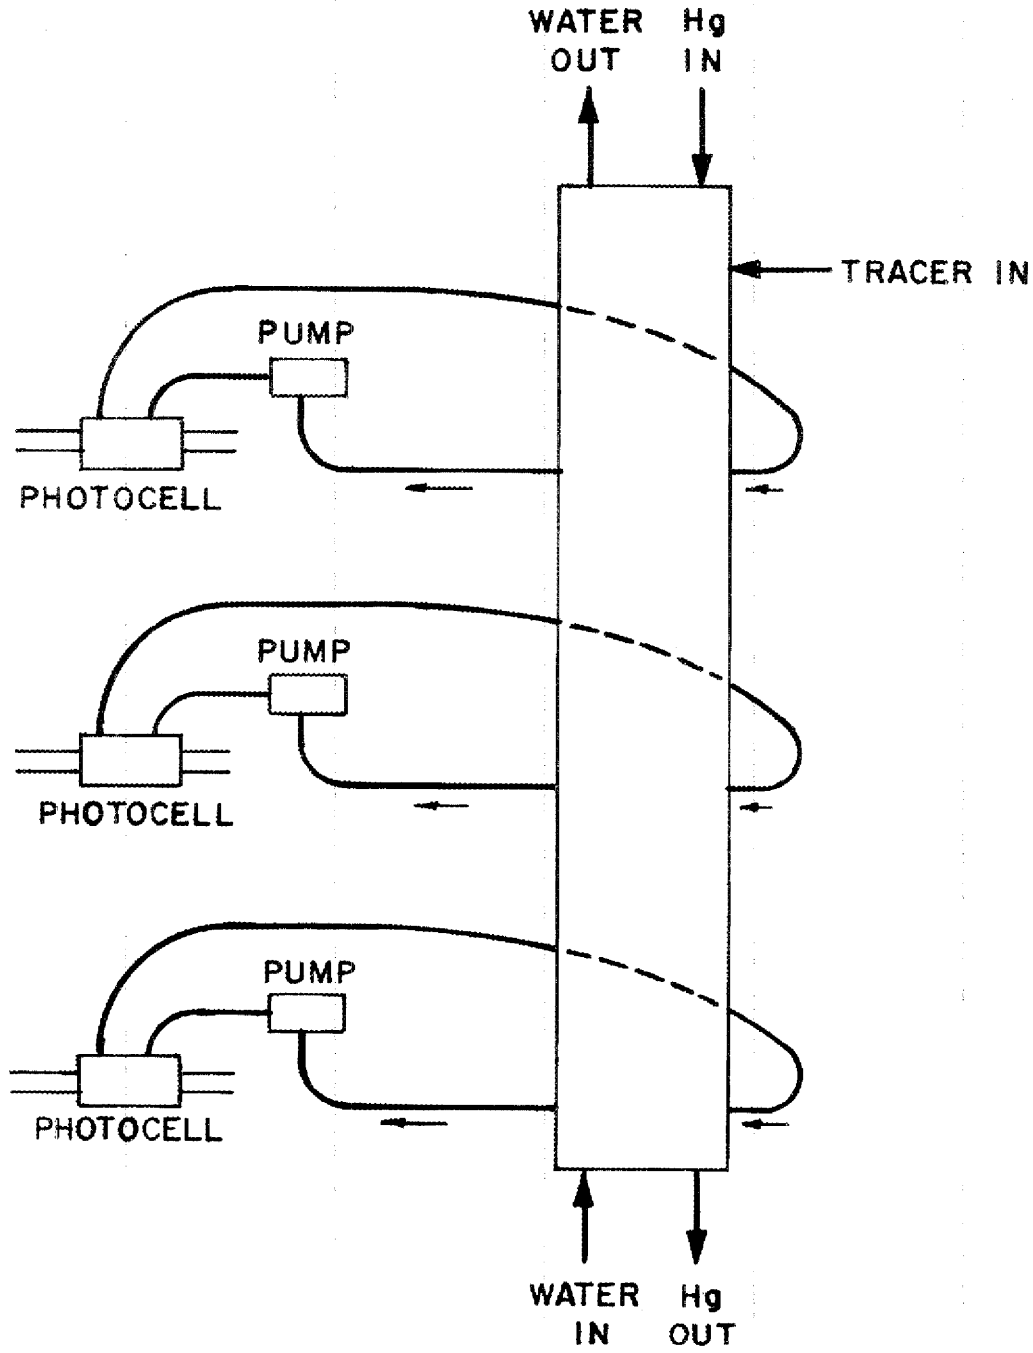 WATER Hg
OUT IN
TRACER IN
PUMP
PHOTOCELL
PUMP
PHOTOCELL
PUMP
PHOTOCELL
WATER Hg
IN OUT